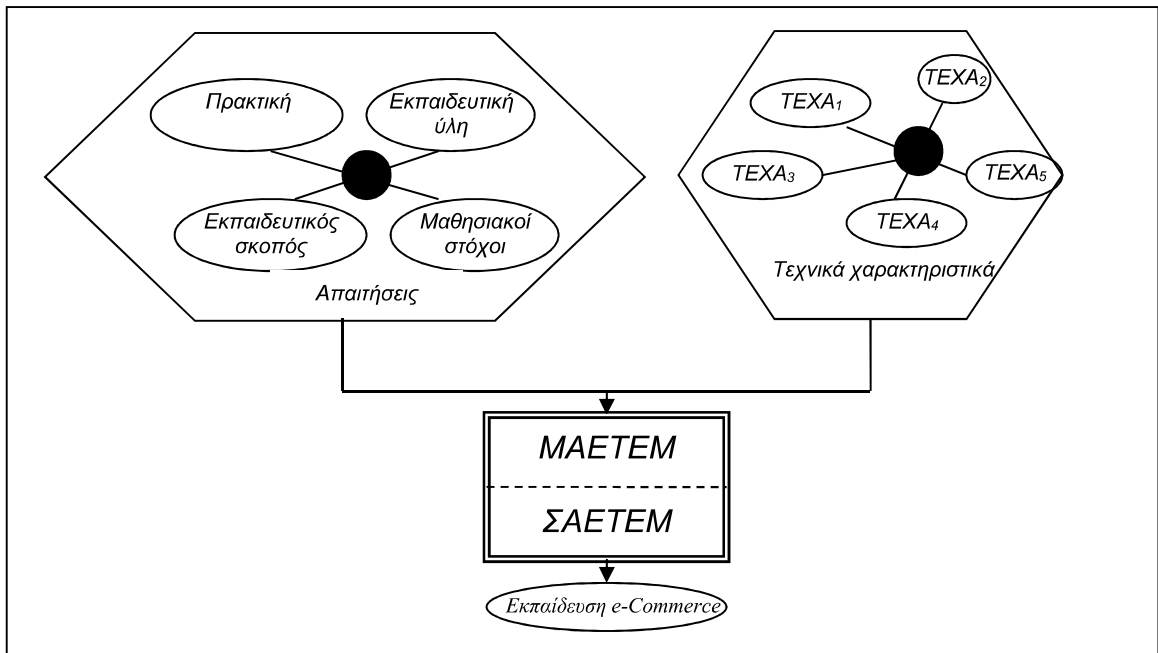 Πρακτική
Εκπαιδευτική
ύλη
Εκπαιδευτικός
σκοπός
Μαθησιακοί
στόχοι
Απαιτήσεις
ΤΕΧΑ1
ΤΕΧΑ2
ΤΕΧΑ3
ΤΕΧΑ5
ΤΕΧΑ4
Τεχνικά χαρακτηριστικά
ΜΑΕΤΕΜ
ΣΑΕΤΕΜ
Εκπαίδευση e-Commerce